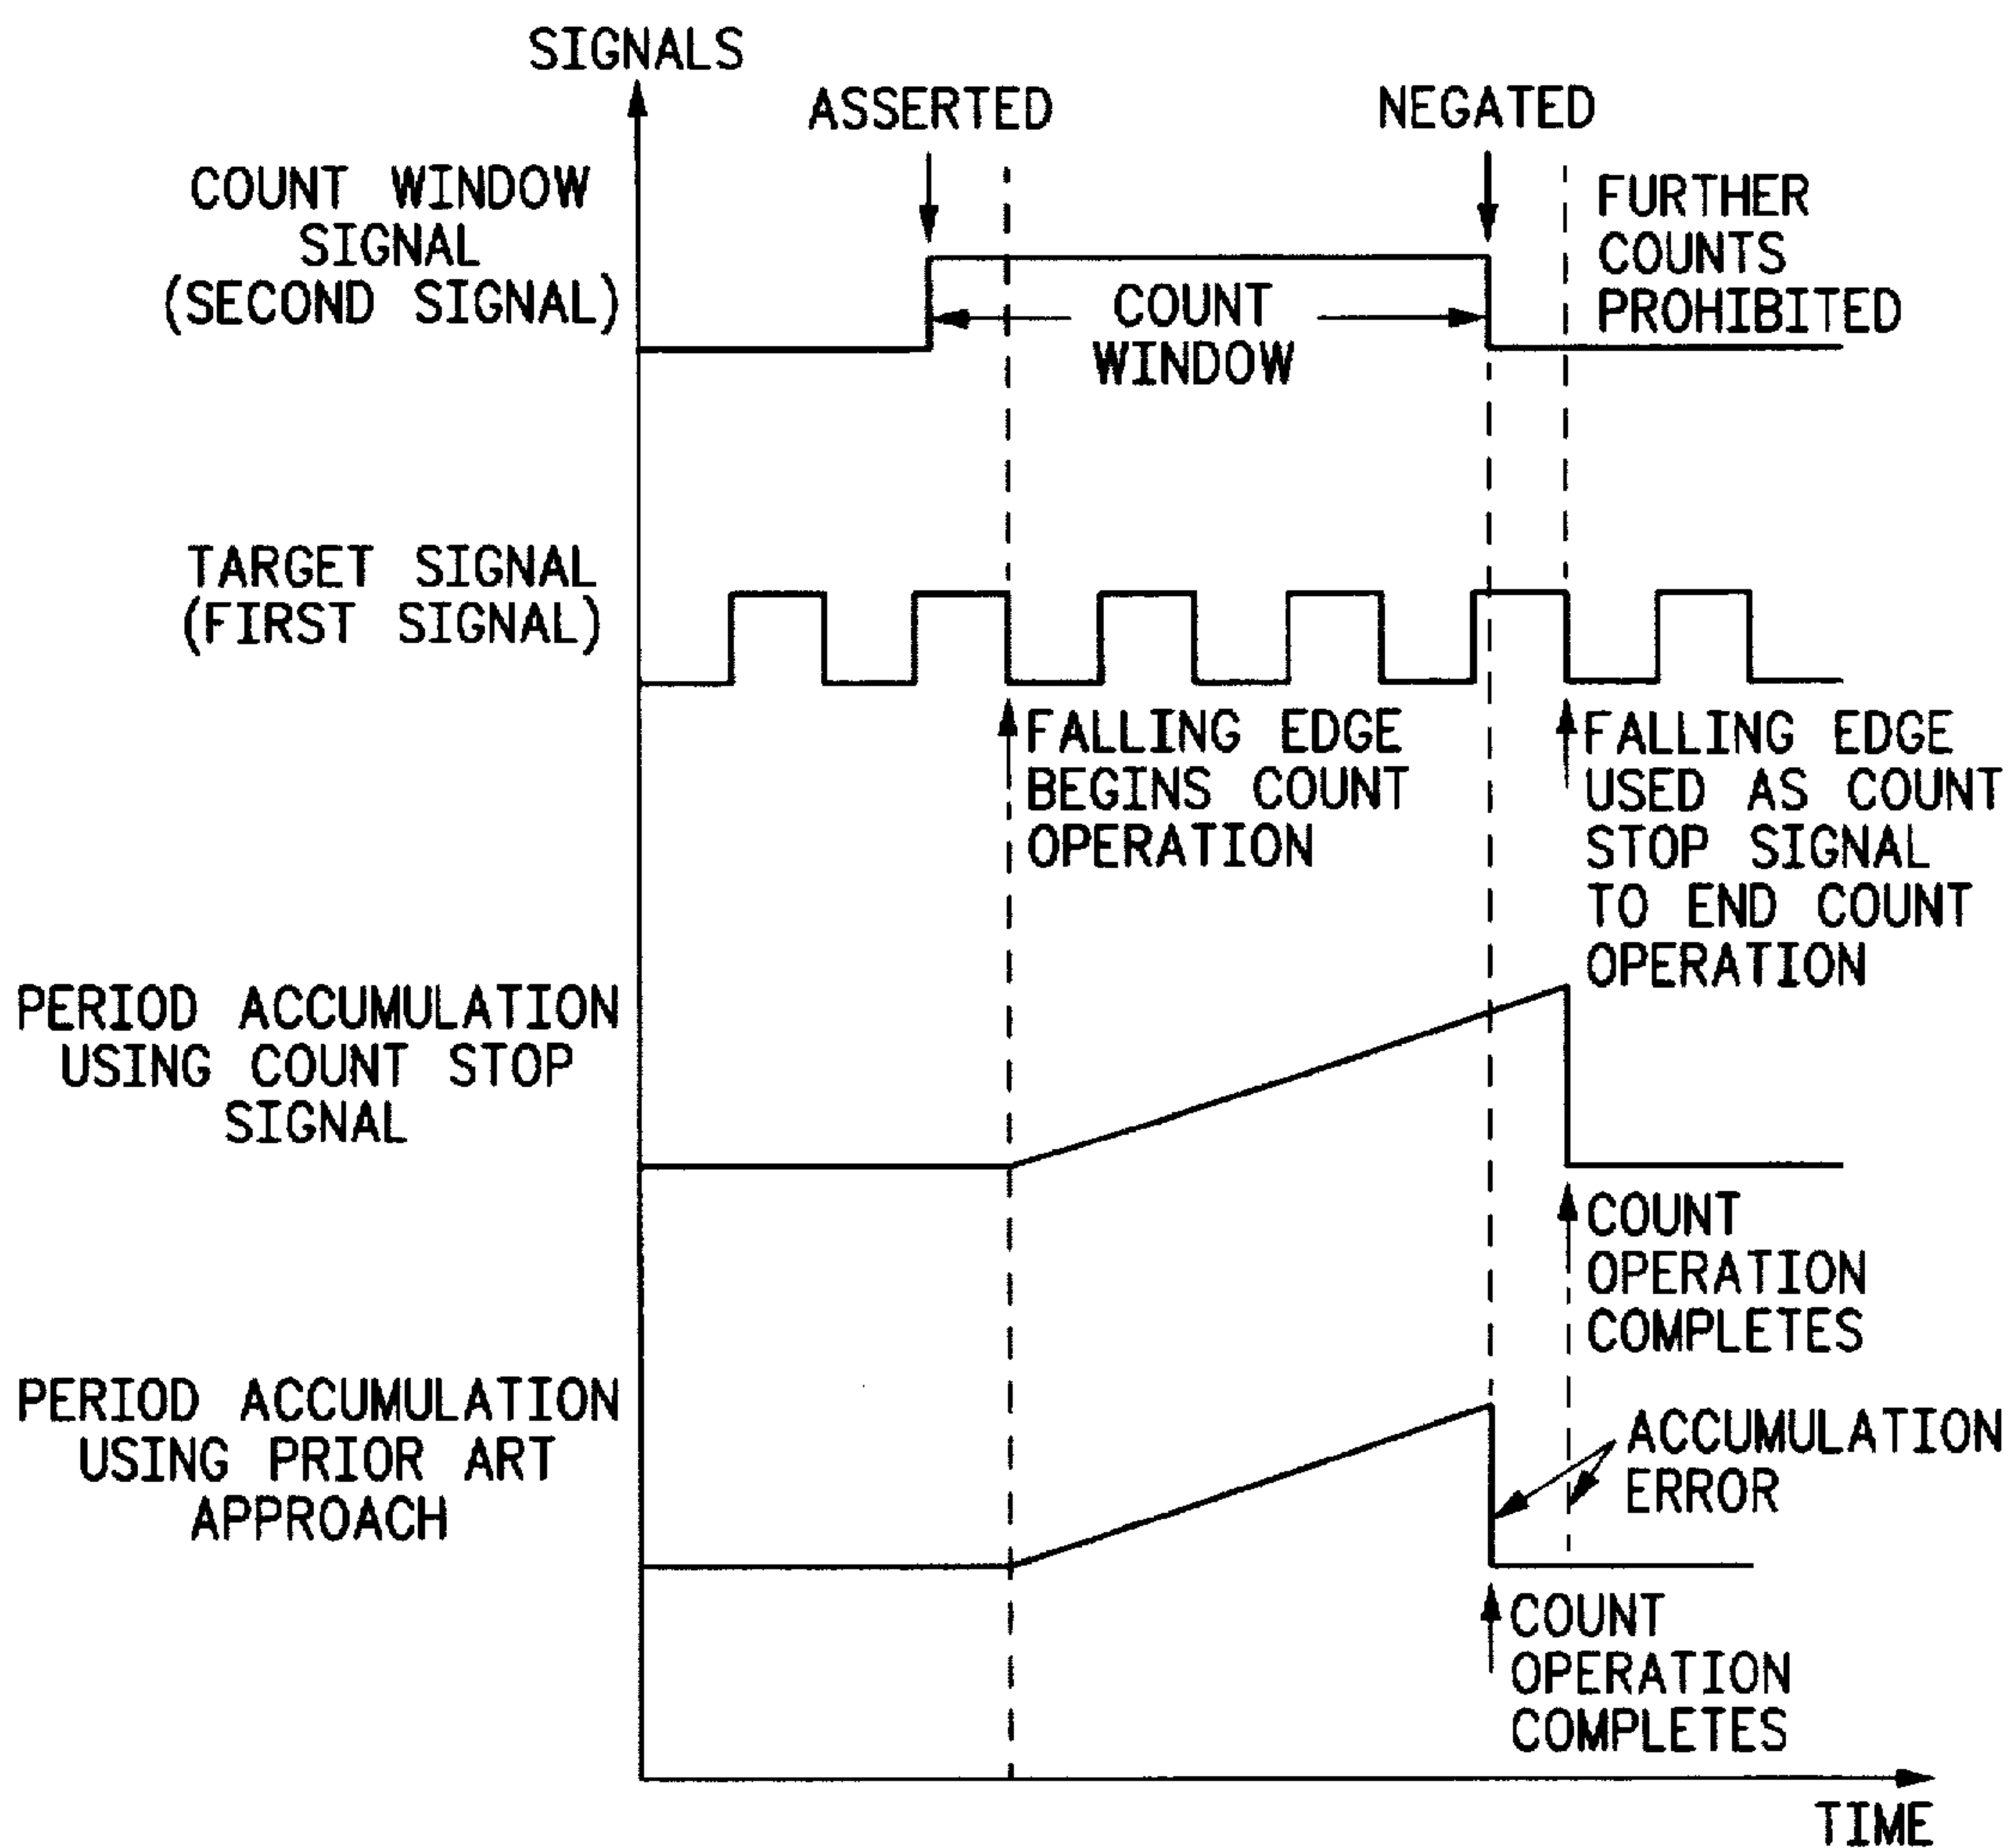 SIGNALS
ASSERTED
NEGATED
COUNT WINDOW
SIGNAL
(SECOND SIGNAL)
FURTHER
COUNTS
PROHIBITED
COUNT
WINDOW
TARGET SIGNAL
(FIRST SIGNAL)
FALLING EDGE
BEGINS COUNT
OPERATION
FALLING EDGE
USED AS COUNT
STOP SIGNAL
TO END COUNT
OPERATION
PERIOD ACCUMULATION
USING COUNT STOP
SIGNAL
COUNT
OPERATION
COMPLETES
PERIOD ACCUMULATION
USING PRIOR ART
APPROACH
ACCUMULATION
ERROR
COUNT
OPERATION
COMPLETES
TIME